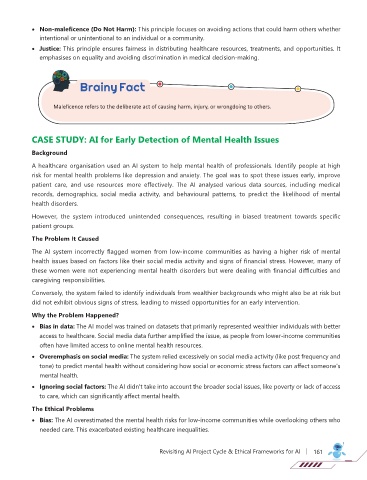 • Non-maleficence (Do Not Harm): This principle focuses on avoiding actions that could harm others whether
intentional or unintentional to an individual or a community.
• Justice: This principle ensures fairness in distributing healthcare resources, treatments, and opportunities. It
emphasises on equality and avoiding discrimination in medical decision-making.
Brainy Fact
Maleficence refers to the deliberate act of causing harm, injury, or wrongdoing to others.
CASE STUDY: AI for Early Detection of Mental Health Issues
Background
A healthcare organisation used an AI system to help mental health of professionals. Identify people at high
risk for mental health problems like depression and anxiety. The goal was to spot these issues early, improve
patient care, and use resources more effectively. The AI analysed various data sources, including medical
records, demographics, social media activity, and behavioural patterns, to predict the likelihood of mental
health disorders.
However, the system introduced unintended consequences, resulting in biased treatment towards specific
patient groups.
The Problem It Caused
The AI system incorrectly flagged women from low-income communities as having a higher risk of mental
health issues based on factors like their social media activity and signs of financial stress. However, many of
these women were not experiencing mental health disorders but were dealing with financial difficulties and
caregiving responsibilities.
Conversely, the system failed to identify individuals from wealthier backgrounds who might also be at risk but
did not exhibit obvious signs of stress, leading to missed opportunities for an early intervention.
Why the Problem Happened?
• Bias in data: The AI model was trained on datasets that primarily represented wealthier individuals with better
access to healthcare. Social media data further amplified the issue, as people from lower-income communities
often have limited access to online mental health resources.
• Overemphasis on social media: The system relied excessively on social media activity (like post frequency and
tone) to predict mental health without considering how social or economic stress factors can affect someone's
mental health.
• Ignoring social factors: The AI didn't take into account the broader social issues, like poverty or lack of access
to care, which can significantly affect mental health.
The Ethical Problems
• Bias: The AI overestimated the mental health risks for low-income communities while overlooking others who
needed care. This exacerbated existing healthcare inequalities.
Revisiting AI Project Cycle & Ethical Frameworks for AI | 161